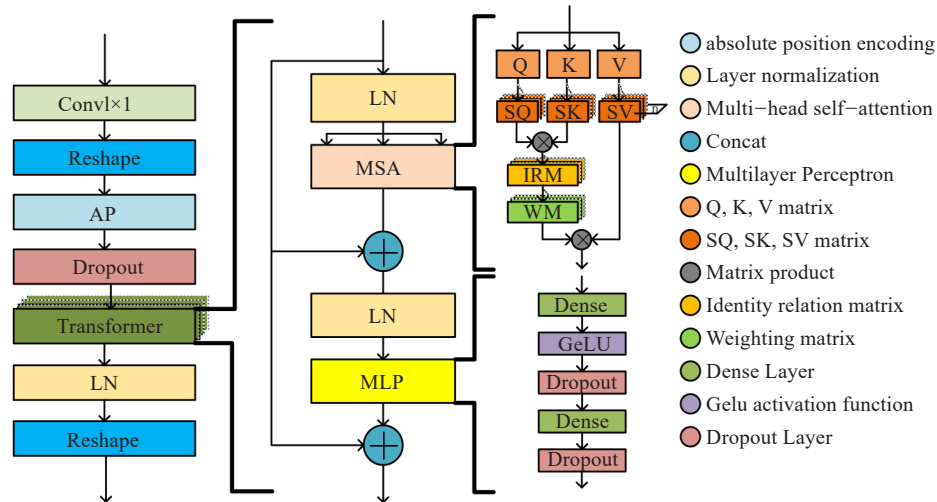 Conv1×1
Reshape
AP
Dropout
Transformer
LN
Reshape
LN
MSA
LN
MLP
Q K V
SQ SK SV
IRM
WM
Dense
GeLU
Dropout
Dense
Dropout
absolute position encoding
Layer normalization
Multi−head self−attention
Concat
Multilayer Perceptron
Q, K, V matrix
SQ, SK, SV matrix
Matrix product
Identity relation matrix
Weighting matrix
Dense Layer
Gelu activation function
Dropout Layer